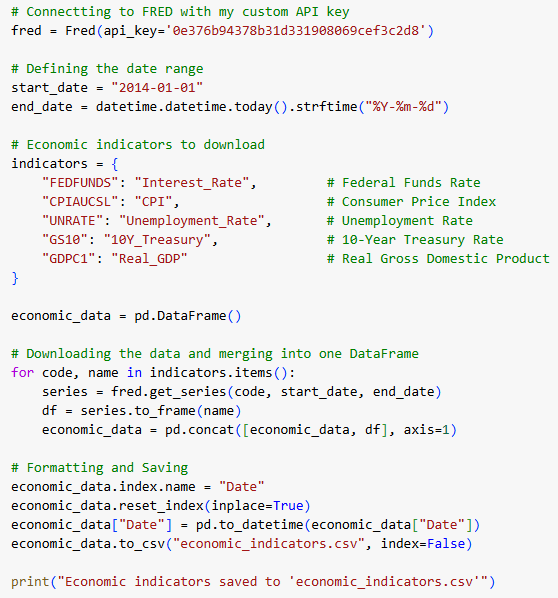 # Connectting to FRED with my custom API key
fred = Fred(api_key='0e376b94378b31d331908069cef3c2d8')

# Defining the date range
start_date = "2014-01-01"
end_date = datetime.datetime.today().strftime("%Y-%m-%d")

# Economic indicators to download
indicators = {
    "FEDFUNDS": "Interest_Rate",         # Federal Funds Rate
    "CPIAUCSL": "CPI",                   # Consumer Price Index
    "UNRATE": "Unemployment_Rate",       # Unemployment Rate
    "GS10": "10Y_Treasury",              # 10-Year Treasury Rate
    "GDPC1": "Real_GDP"                  # Real Gross Domestic Product
}

economic_data = pd.DataFrame()

# Downloading the data and merging into one DataFrame
for code, name in indicators.items():
    series = fred.get_series(code, start_date, end_date)
    df = series.to_frame(name)
    economic_data = pd.concat([economic_data, df], axis=1)

# Formatting and Saving
economic_data.index.name = "Date"
economic_data.reset_index(inplace=True)
economic_data["Date"] = pd.to_datetime(economic_data["Date"])
economic_data.to_csv("economic_indicators.csv", index=False)

print("Economic indicators saved to 'economic_indicators.csv'")